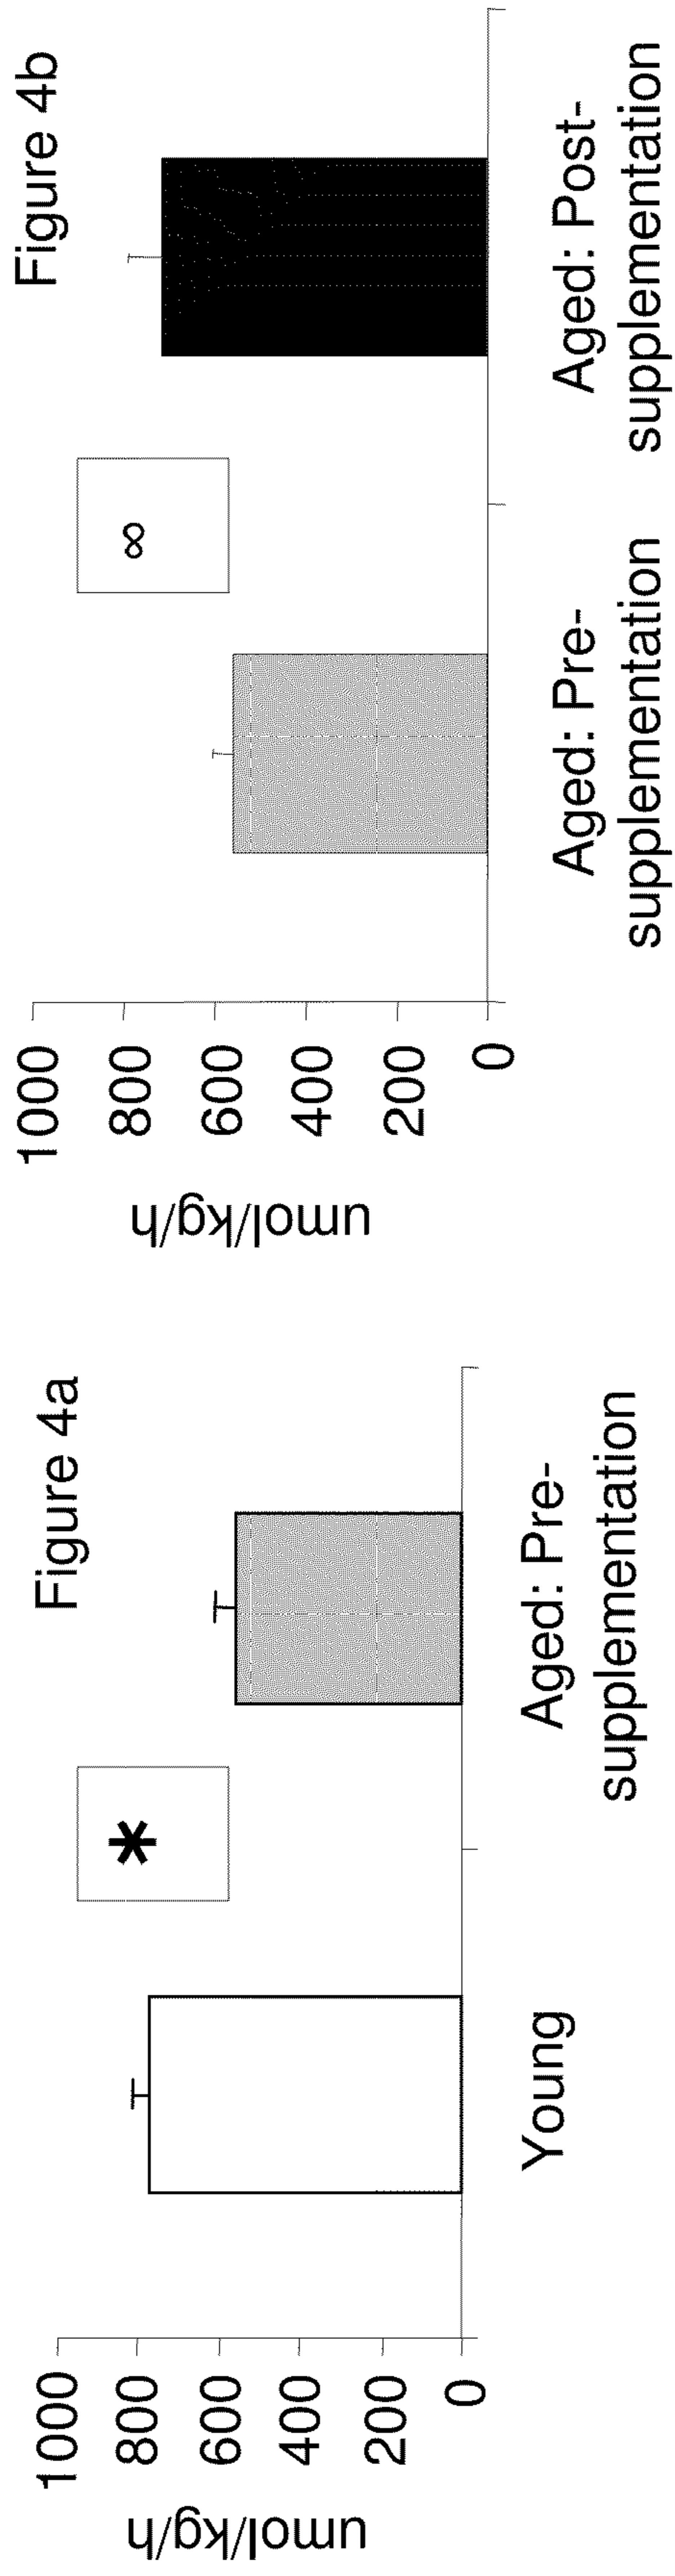 Figure 4a
umol/kg/h
1000
800
600
400
200
0
*
Young
Aged: Pre-
supplementation
Figure 4b
umol/kg/h
1000
800
600
400
200
0
∞
Aged: Pre-
supplementation
Aged: Post-
supplementation